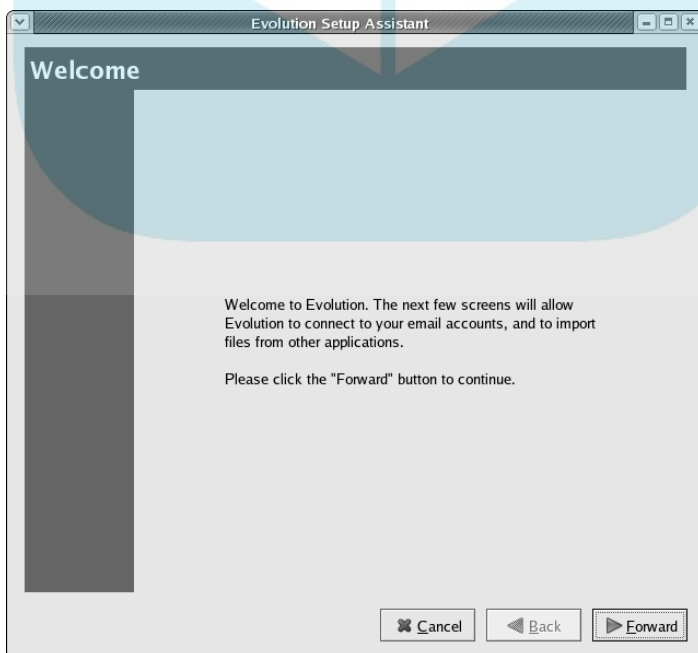 Evolution Setup Assistant
Welcome
Welcome to Evolution. The next few screens will allow
Evolution to connect to your email accounts, and to import
files from other applications.
Please click the "Forward" button to continue.
Cancel
Back
Forward